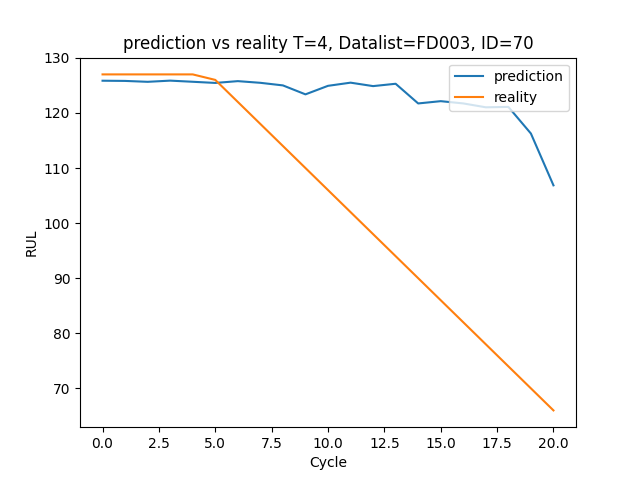 prediction vs reality T=4, Datalist=FD003, ID=70
prediction
reality
130
120
110
100
90
80
70
RUL
0.0 2.5 5.0 7.5 10.0 12.5 15.0 17.5 20.0
Cycle